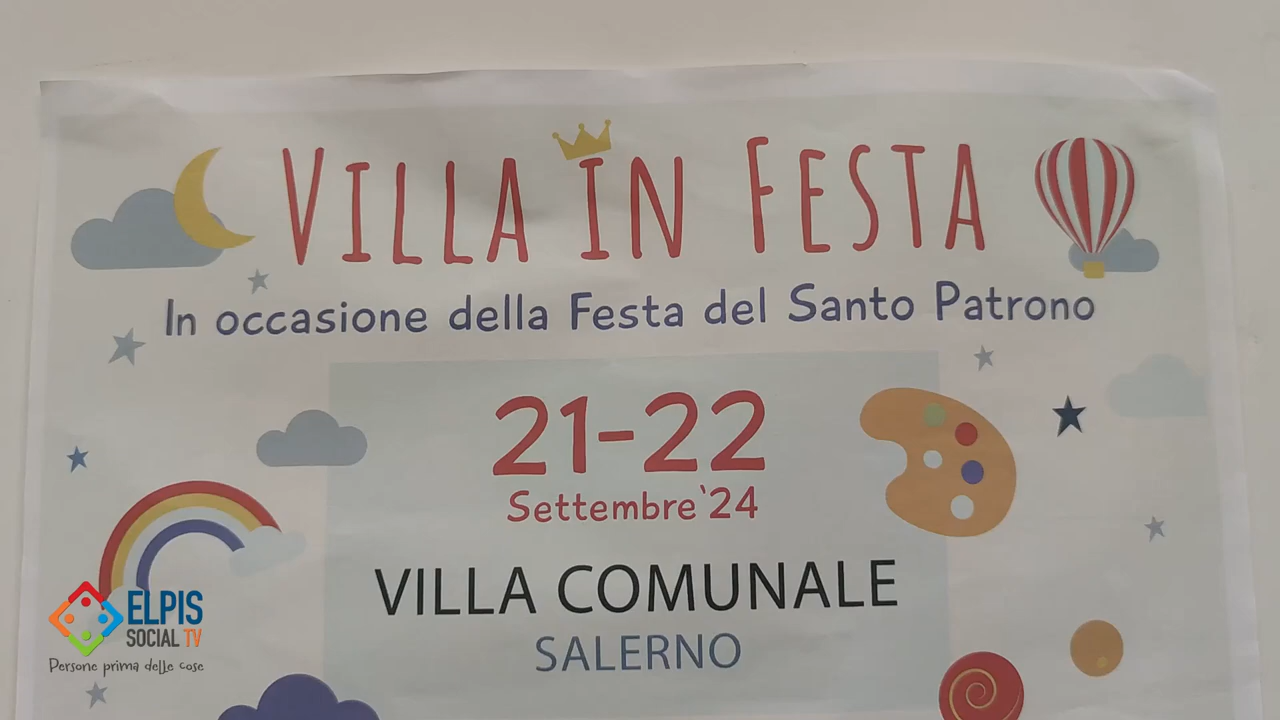 VILLA IN FESTA
In occasione della Festa del Santo Patrono
21-22
Settembre '24
VILLA COMUNALE
SALERNO
ELPIS
SOCIAL TV
Persone prima delle cose